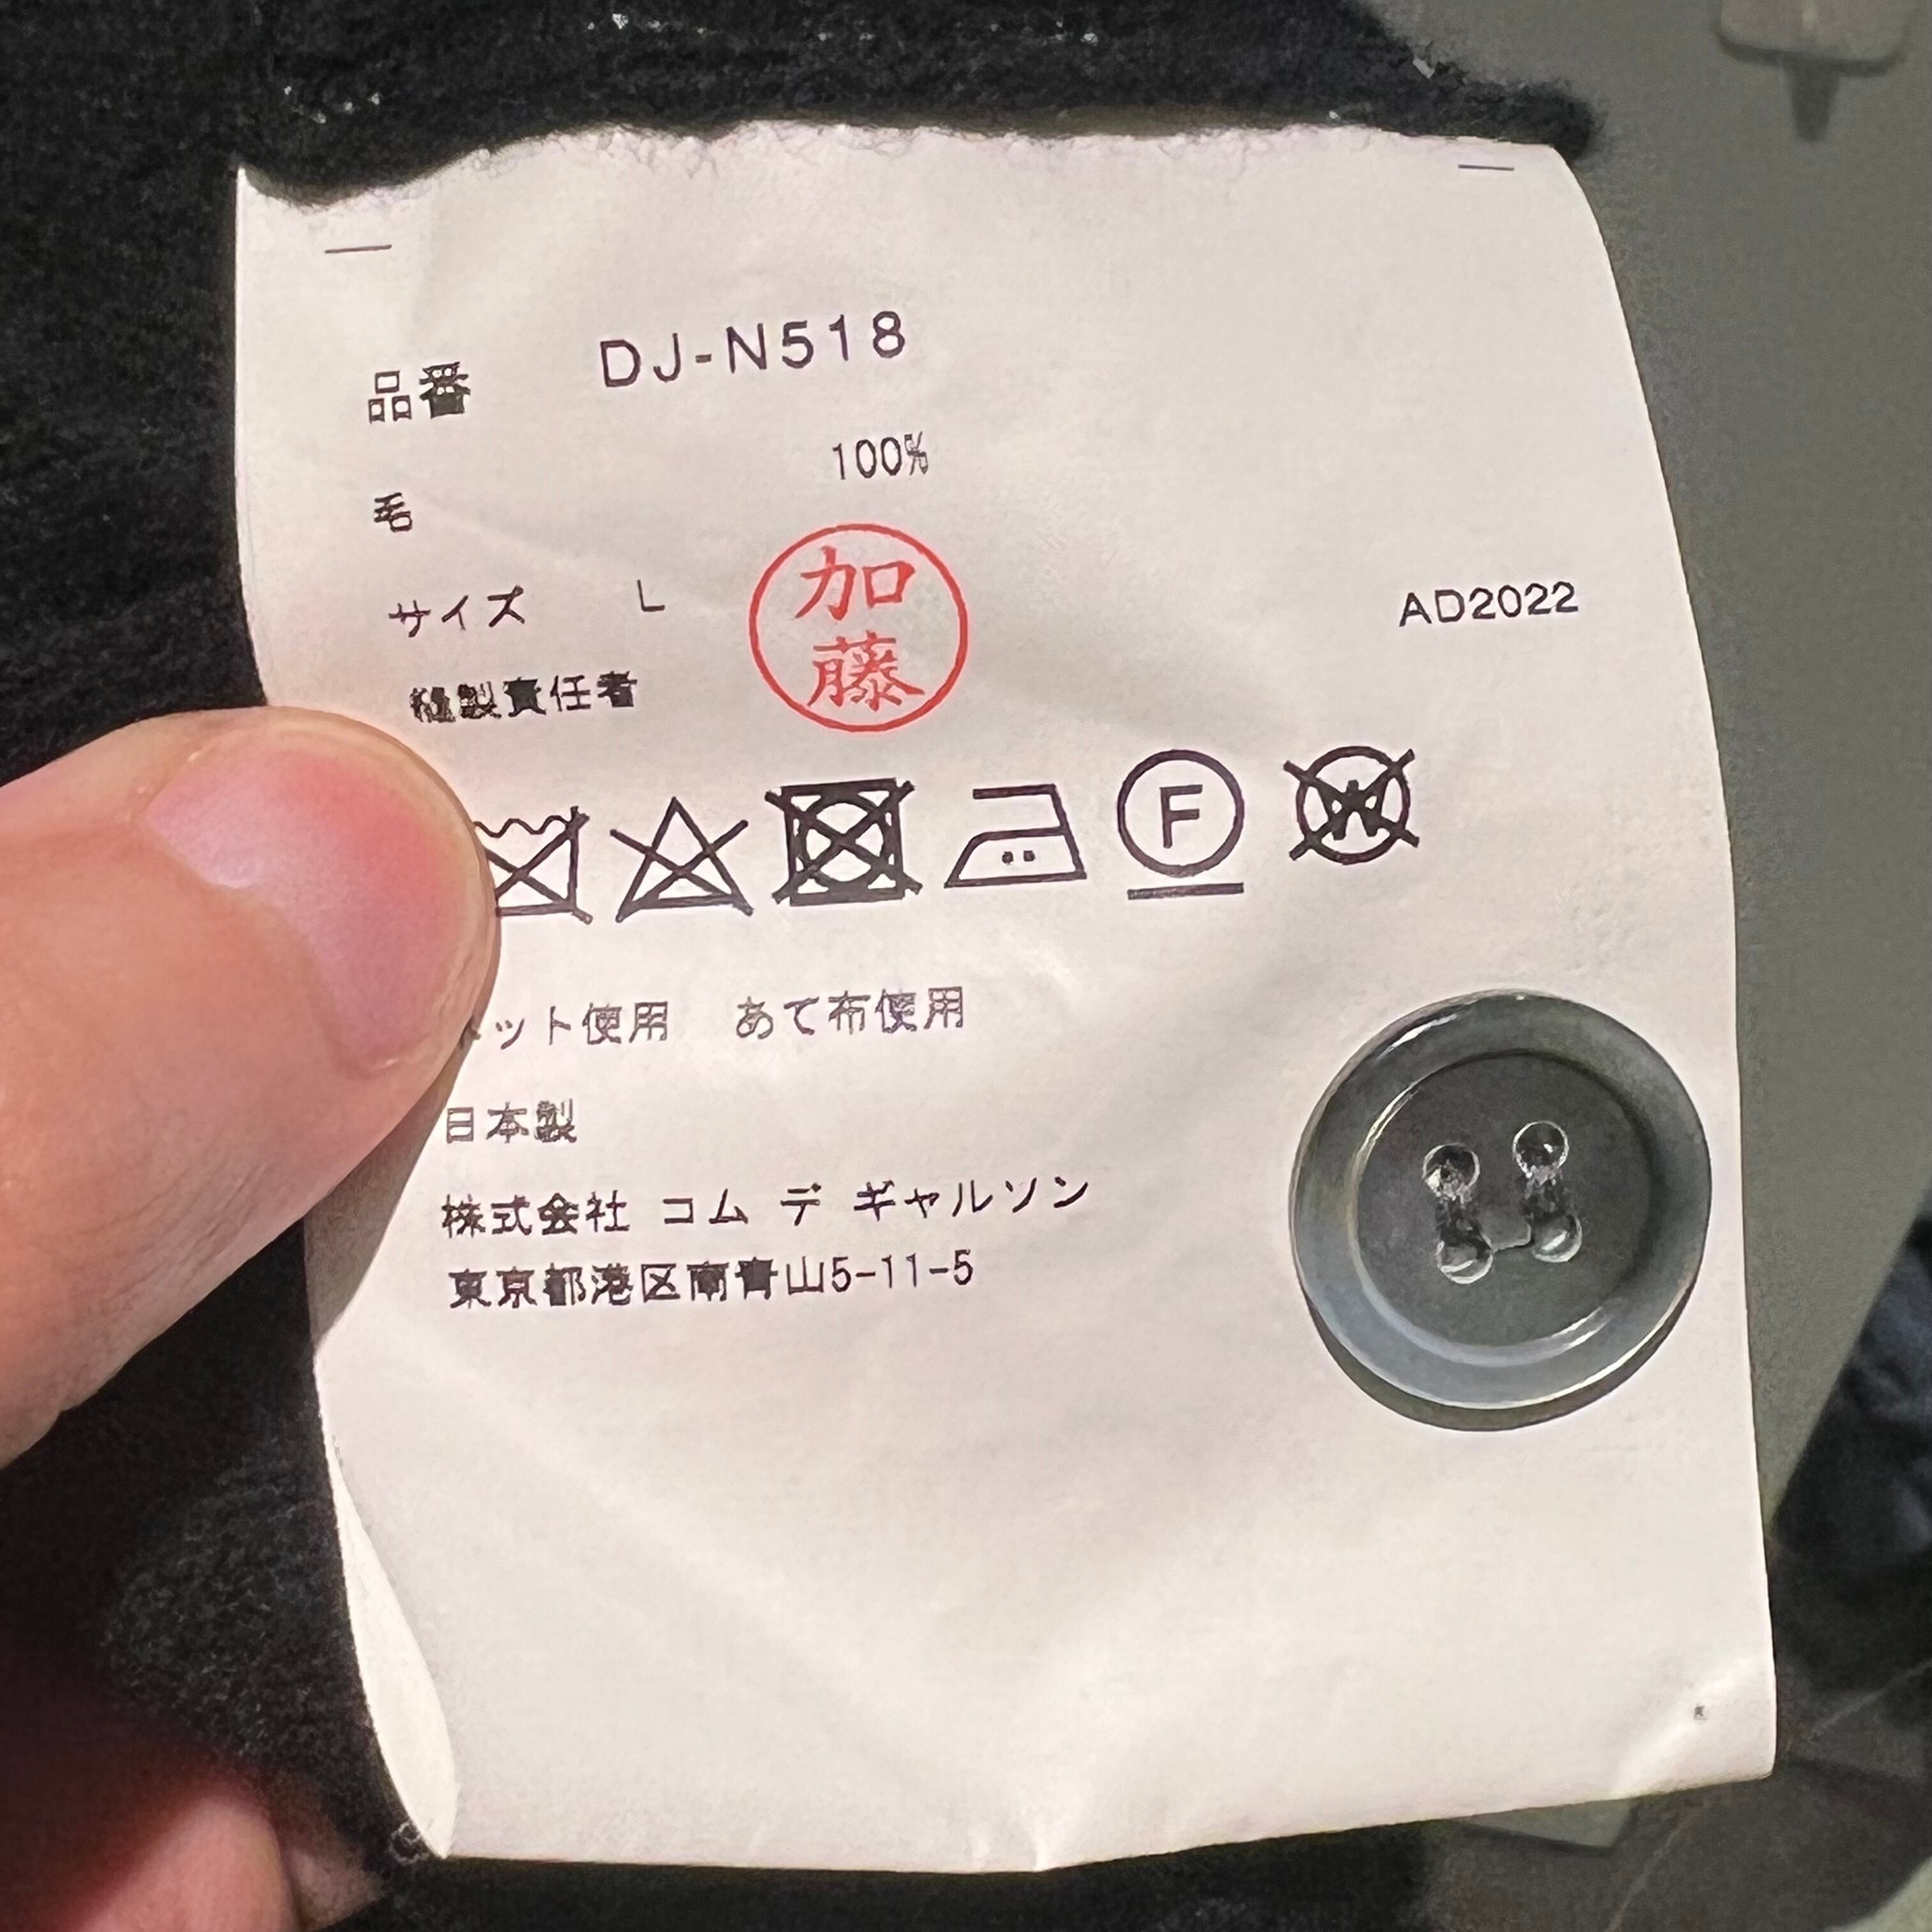 品番 DJ-N518
100%
毛
サイズ L
加藤
AD2022
縫製責任者
F
W
ット使用 あて布使用
日本製
株式会社 コム デ ギャルソン
東京都港区南青山5-11-5